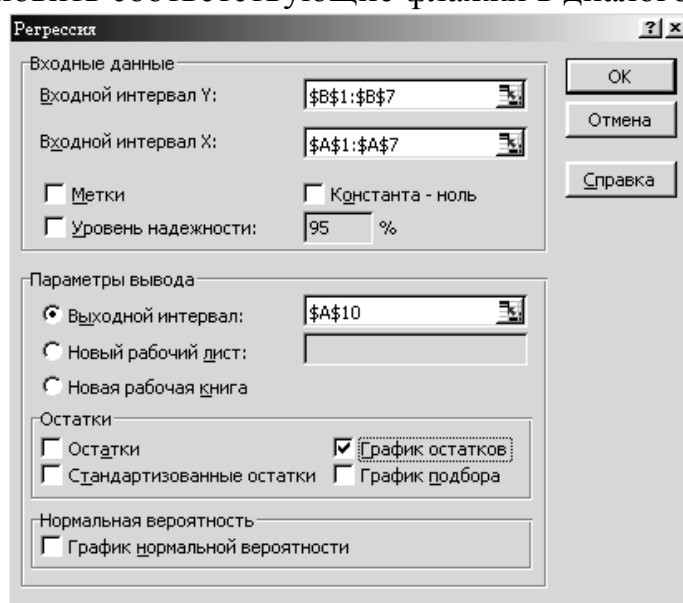 соответствующие флажки в
Регрессия
? ×
Входные данные
Входной интервал Y: $B$1:$B$7
OK
Отмена
Входной интервал X: $A$1:$A$7
Справка
Метки
Константа - ноль
Уровень надежности: 95 %
Параметры вывода
Выходной интервал: $A$10
Новый рабочий лист:
Новая рабочая книга
Остатки
Остатки
График остатков
Стандартизованные остатки
График подбора
Нормальная вероятность
График нормальной вероятности